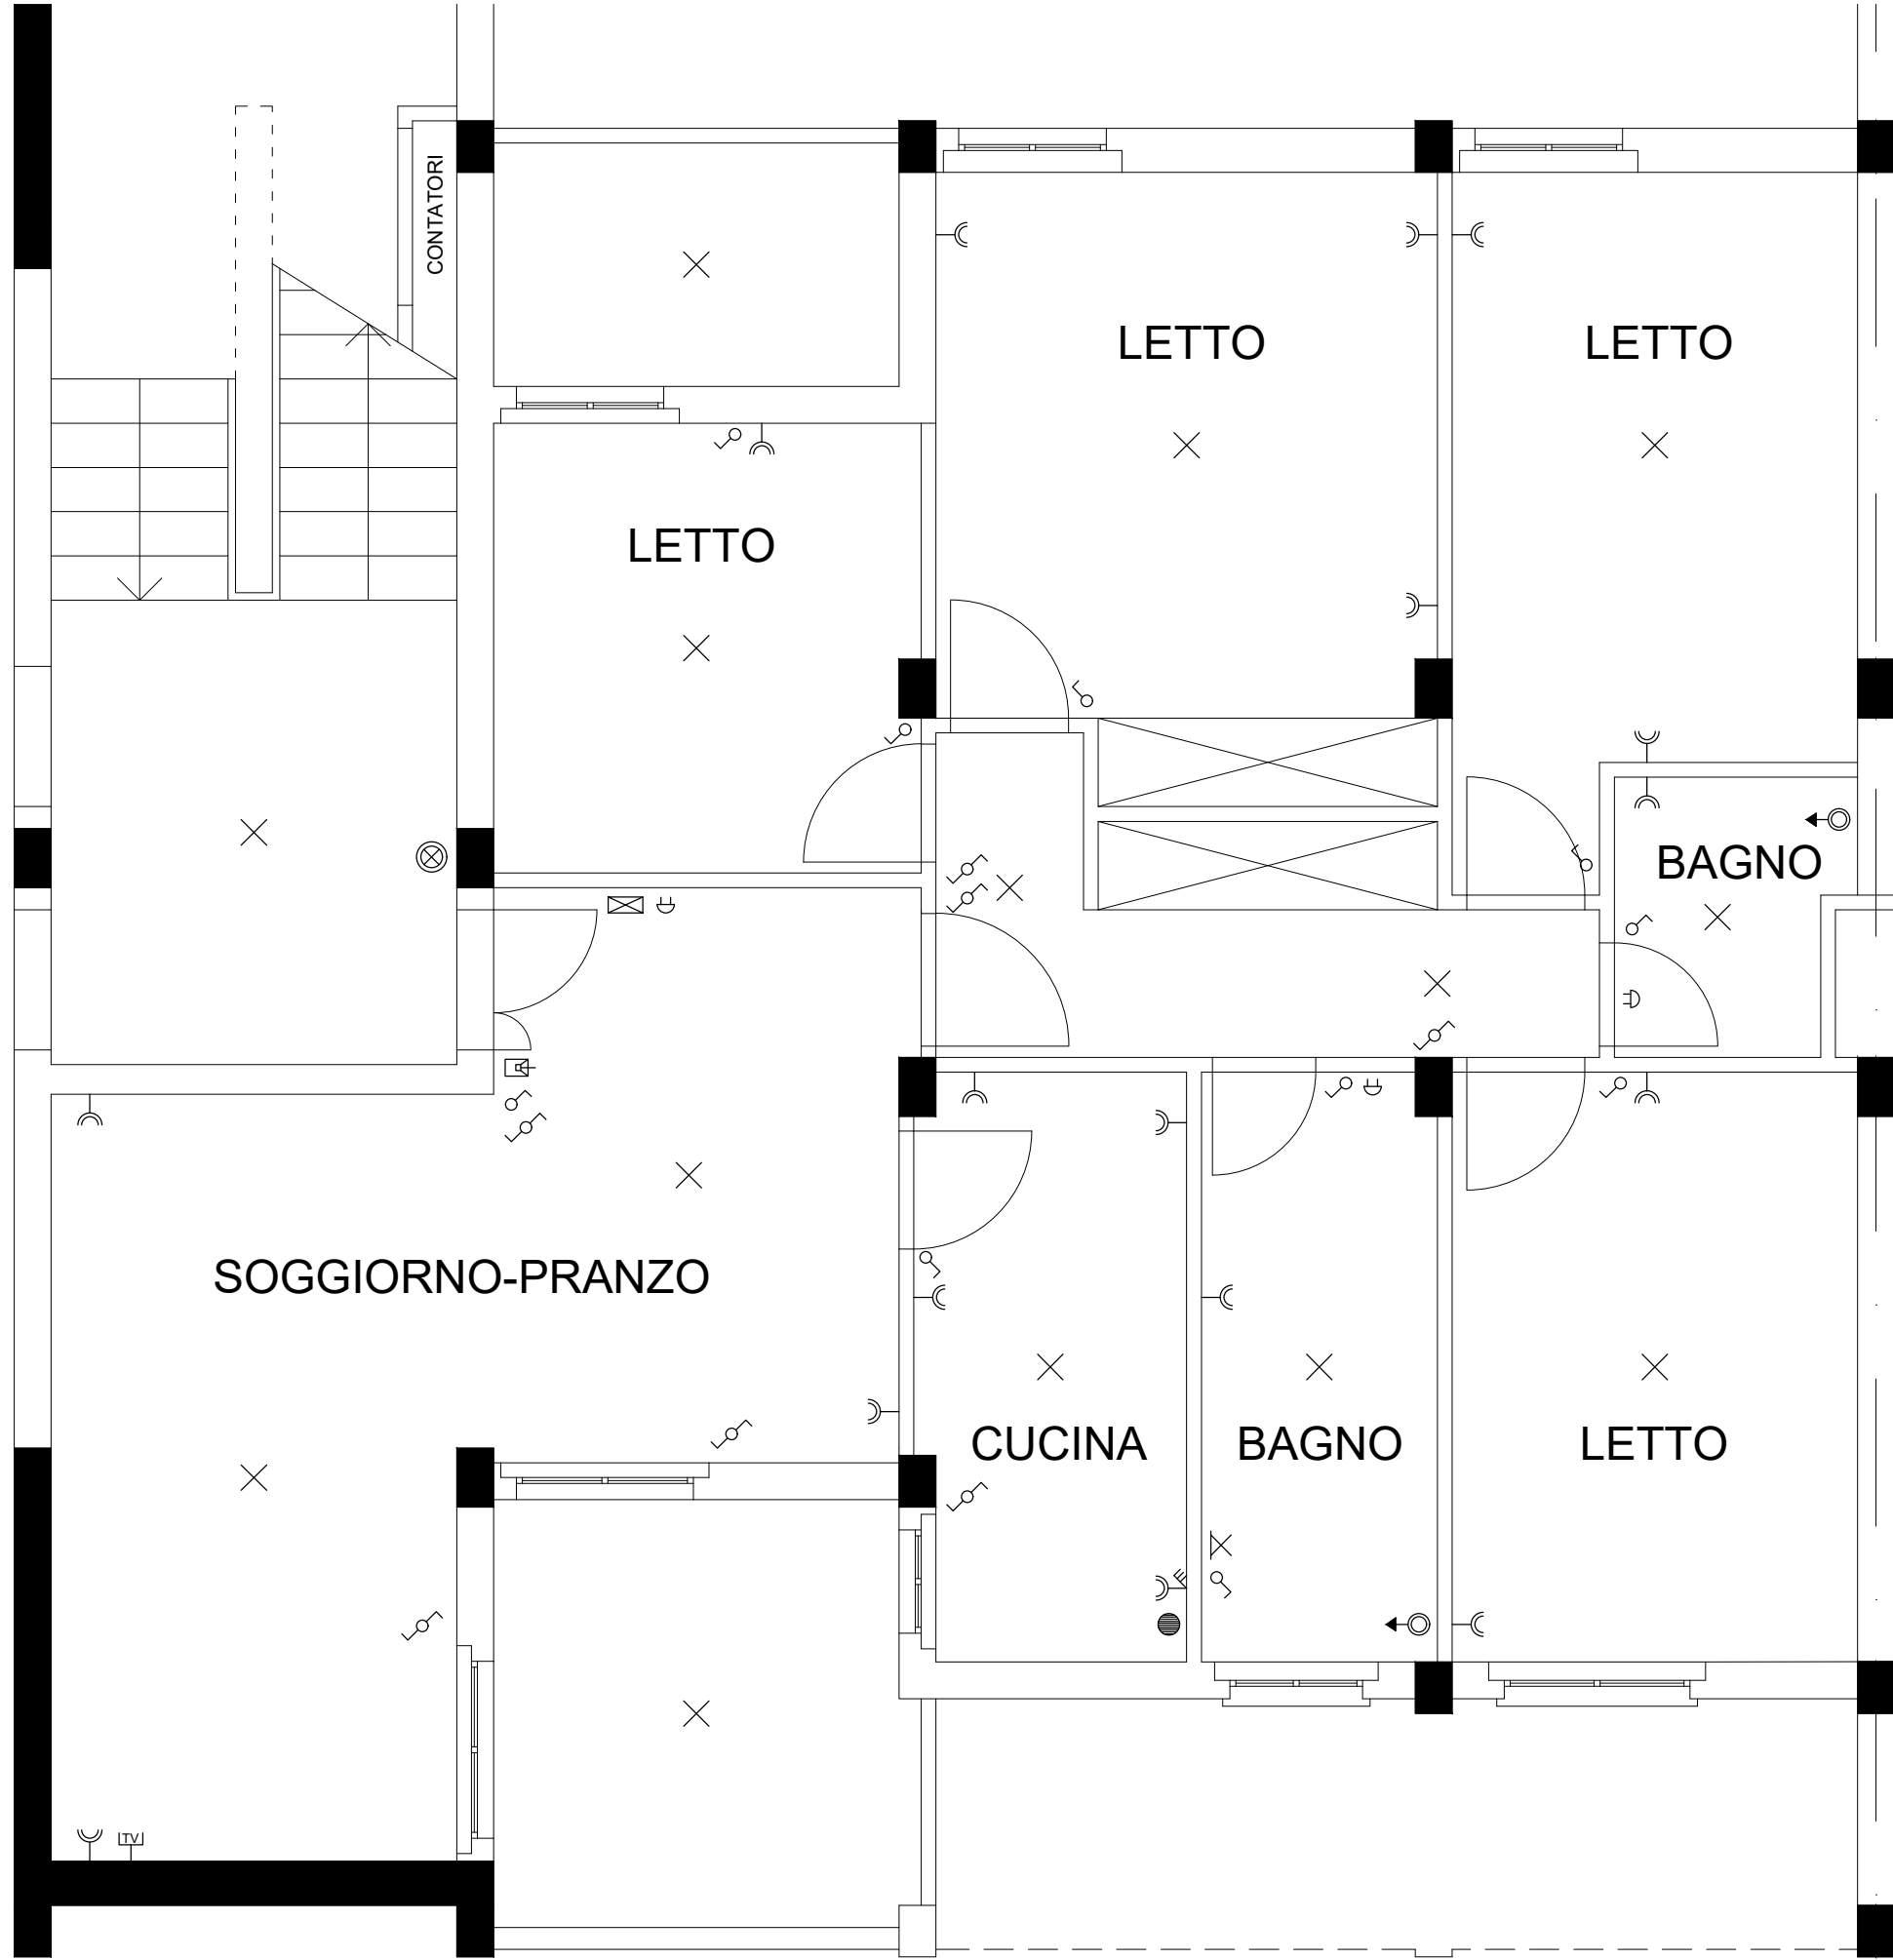 CONTATORI
LETTO
LETTO
LETTO
BAGNO
SOGGIORNO-PRANZO
CUCINA
BAGNO
LETTO
TV